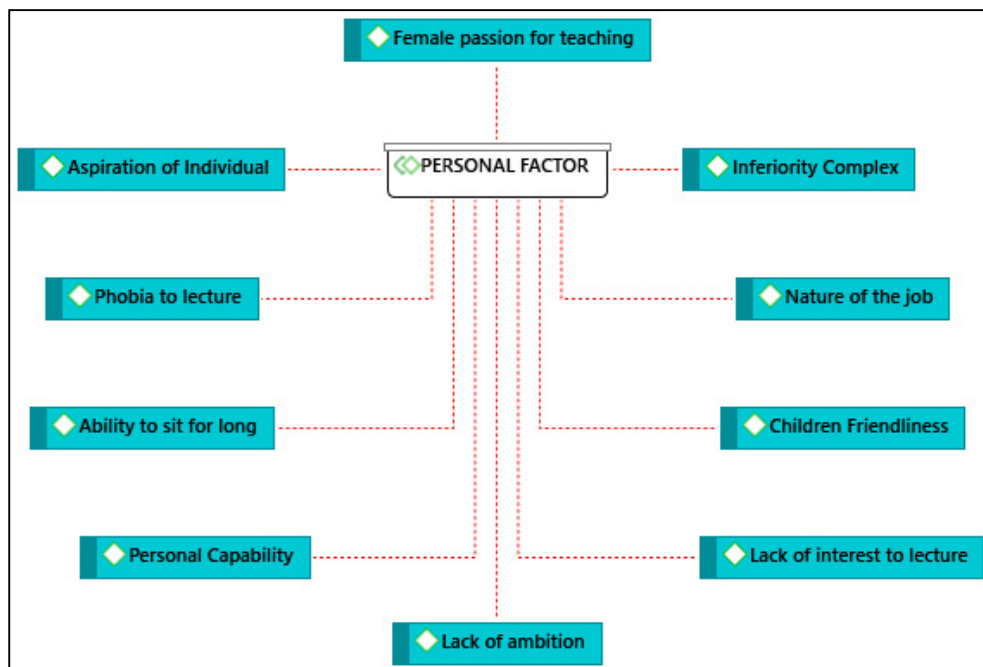 Female passion for teaching
Aspiration of Individual
PERSONAL FACTOR
Inferiority Complex
Phobia to lecture
Nature of the job
Ability to sit for long
Children Friendliness
Personal Capability
Lack of interest to lecture
Lack of ambition